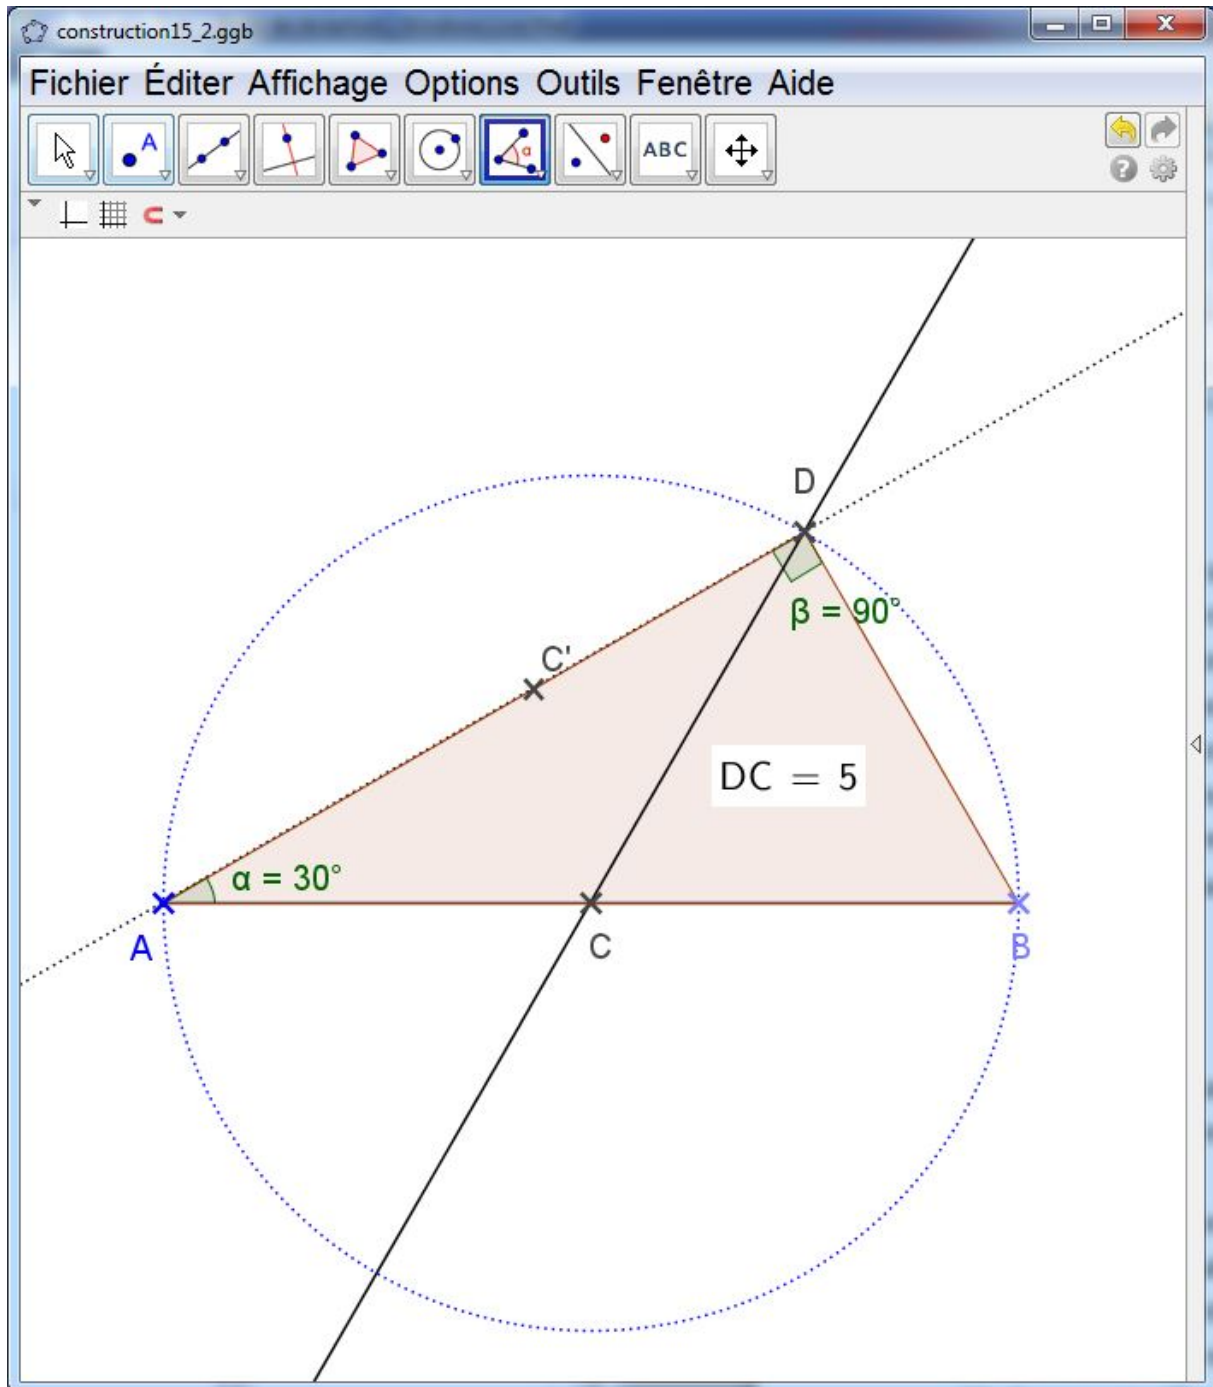 construction15_2.ggb
Fichier Éditer Affichage Options Outils Fenêtre Aide
A
α
ABC
?
D
β = 90°
C'
DC = 5
α = 30°
A
C
B